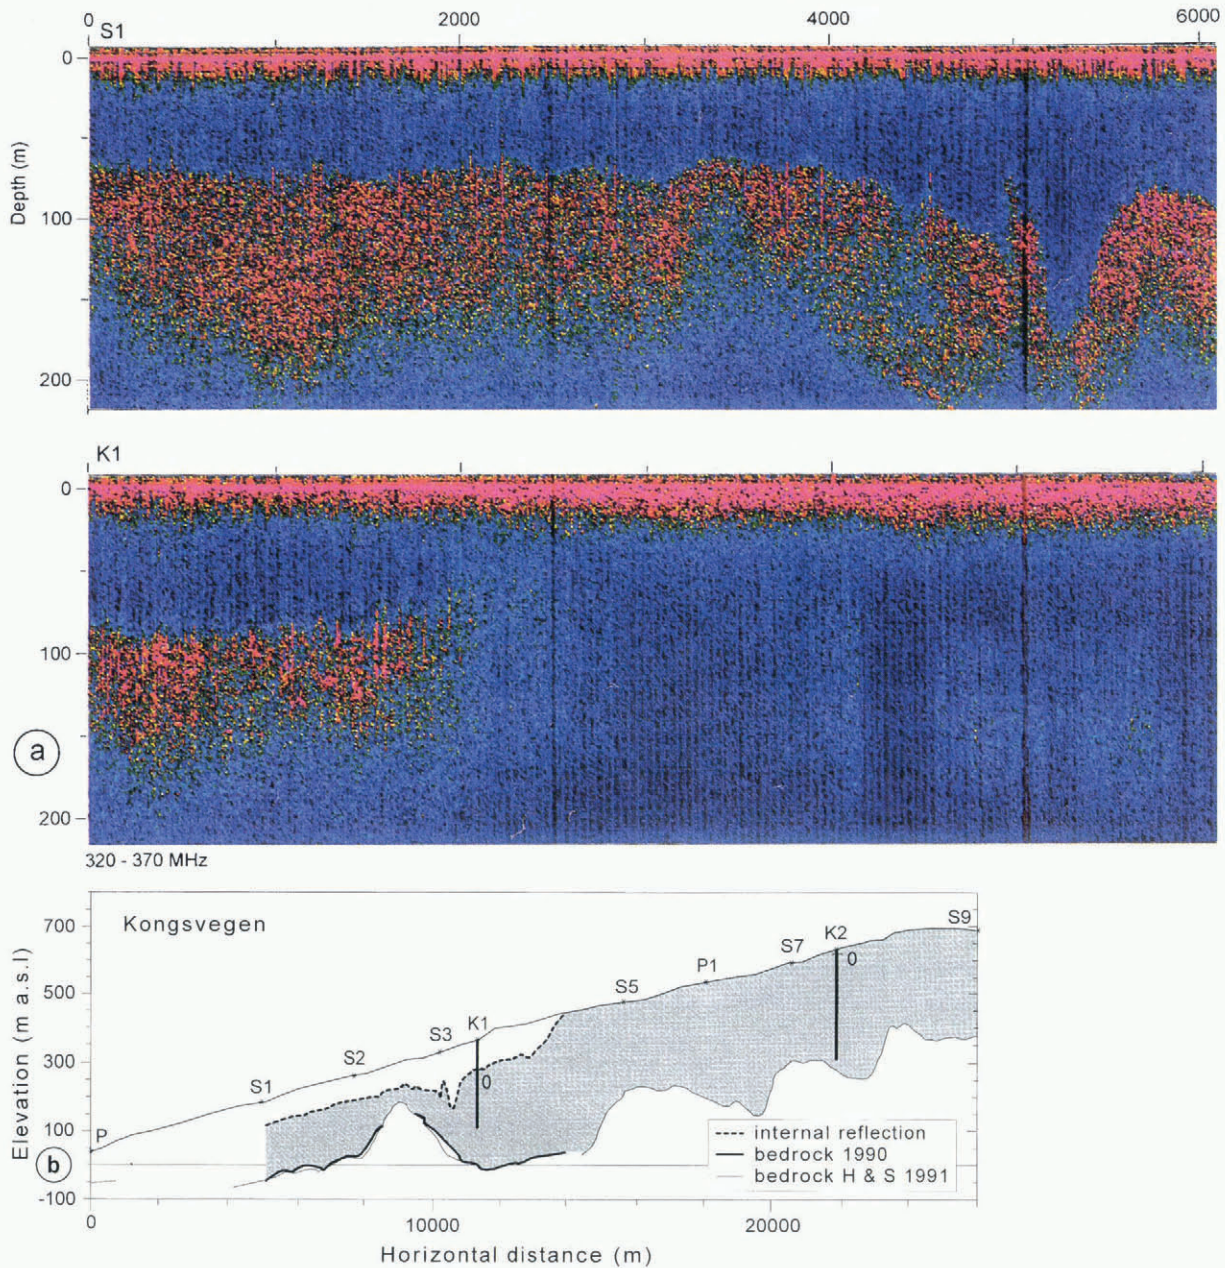 0 2000 4000 6000
S1
0
100
200
Depth (m)
K1
0
100
200
a
320 - 370 MHz
Kongsvegen
700
500
300
100
-100
Elevation (m a.s.l)
b
P S1 S2 S3 K1 S5 P1 S7 K2 S9
0 0
internal reflection
bedrock 1990
bedrock H & S 1991
0 10000 20000
Horizontal distance (m)